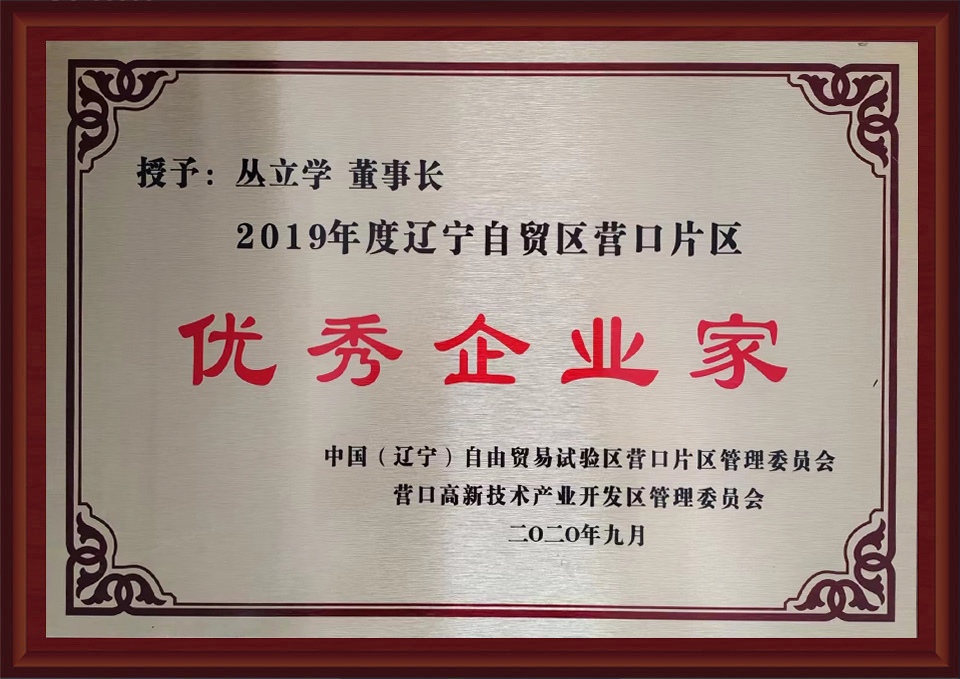 授予：丛立学 董事长
2019年度辽宁自贸区营口片区
优秀企业家
中国（辽宁）自由贸易试验区营口片区管理委员会
营口高新技术产业开发区管理委员会
二〇二〇年九月